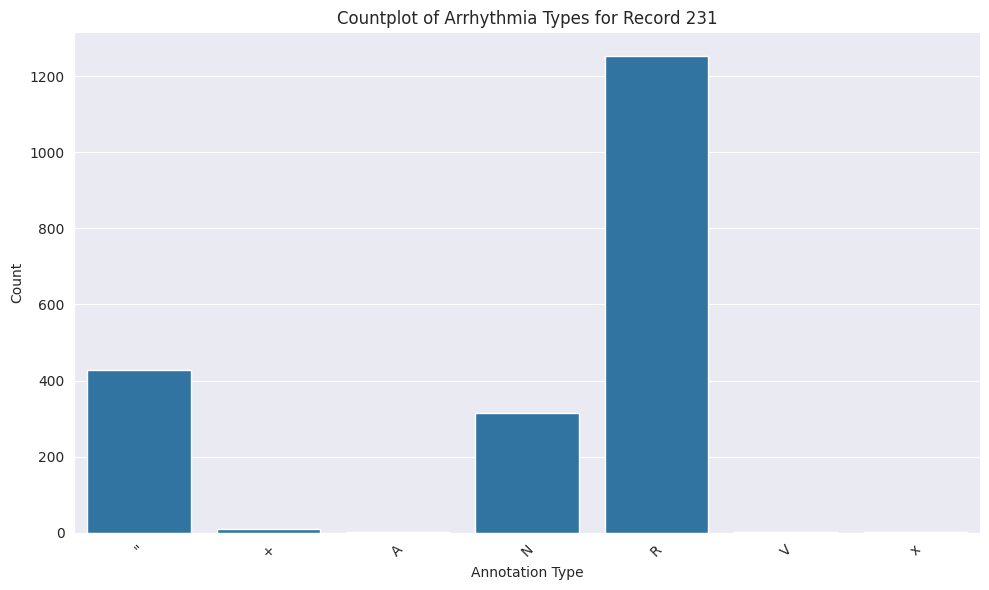 Countplot of Arrhythmia Types for Record 231
Count
1200
1000
800
600
400
200
0
" + A N R V x
Annotation Type